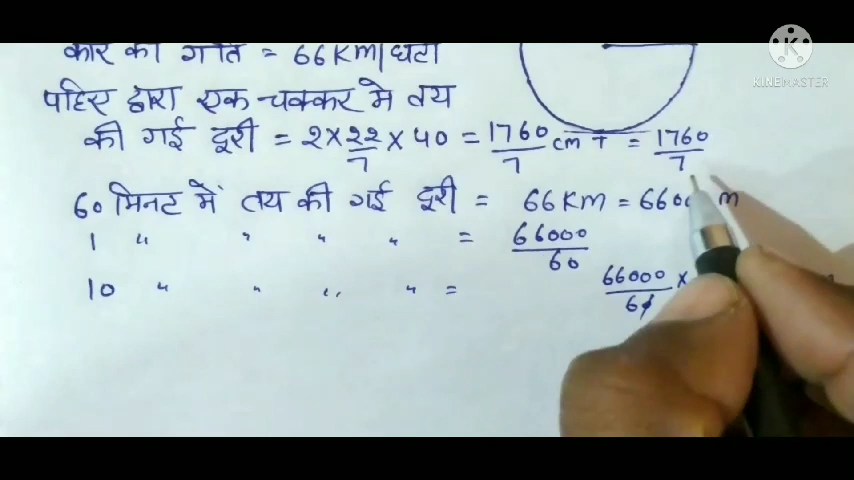 कार की गति = 66 KM/घंटा
पहिए द्वारा एक चक्कर मे तय
की गई दूरी = 2 × 22/7 × 40 = 1760/7 cm = 1760/7
60 मिनट में तय की गई दूरी = 66 KM = 6600 m
1 " " " " = 66000/60
10 " " " " = 66000/60 ×
KINEMASTER